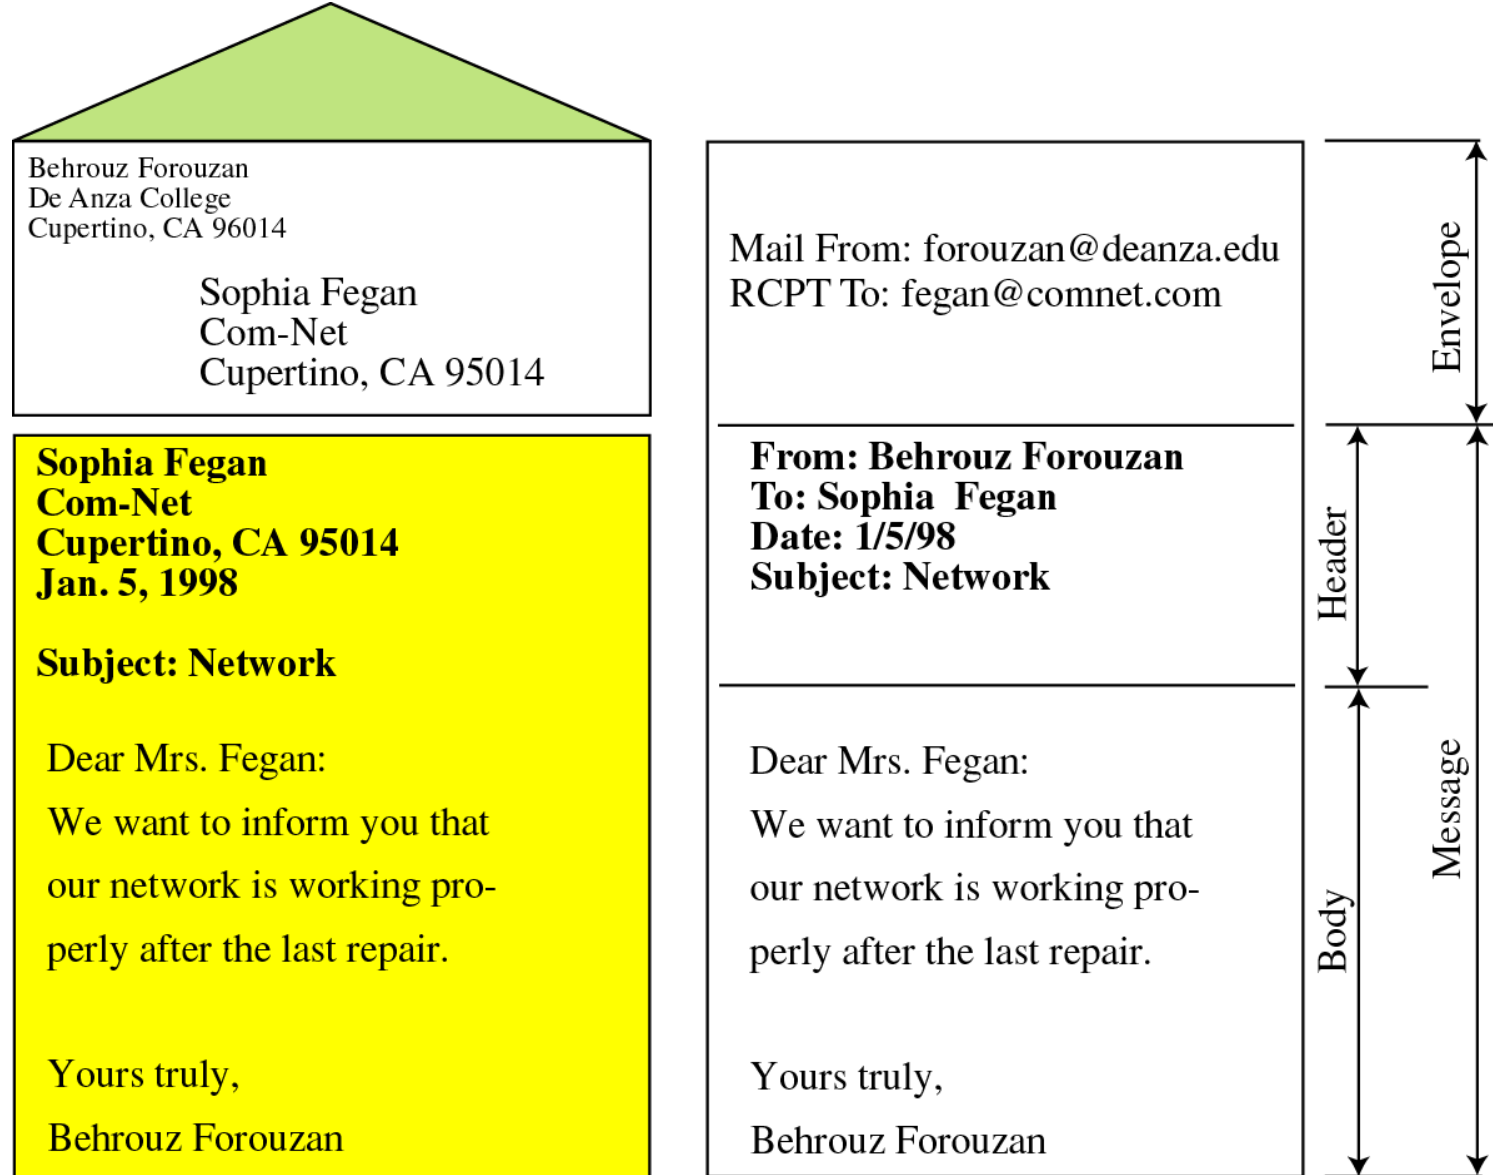 Behrouz Forouzan
De Anza College
Cupertino, CA 96014
Sophia Fegan
Com-Net
Cupertino, CA 95014
Sophia Fegan
Com-Net
Cupertino, CA 95014
Jan. 5, 1998
Subject: Network
Dear Mrs. Fegan:
We want to inform you that
our network is working pro-
perly after the last repair.
Yours truly,
Behrouz Forouzan
Mail From: forouzan@deanza.edu
RCPT To: fegan@comnet.com
From: Behrouz Forouzan
To: Sophia Fegan
Date: 1/5/98
Subject: Network
Dear Mrs. Fegan:
We want to inform you that
our network is working pro-
perly after the last repair.
Yours truly,
Behrouz Forouzan
Envelope
Header
Body
Message